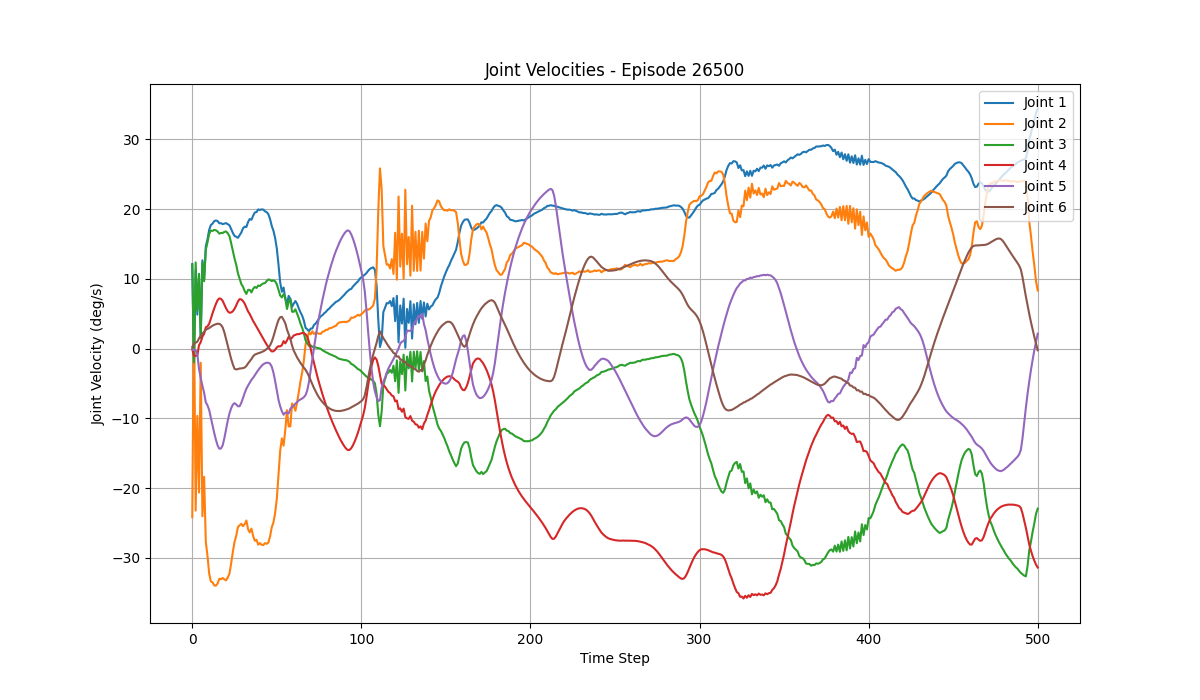 Joint Velocities - Episode 26500
Joint Velocity (deg/s)
30
20
10
0
−10
−20
−30
Joint 1
Joint 2
Joint 3
Joint 4
Joint 5
Joint 6
0
100
200
300
400
500
Time Step